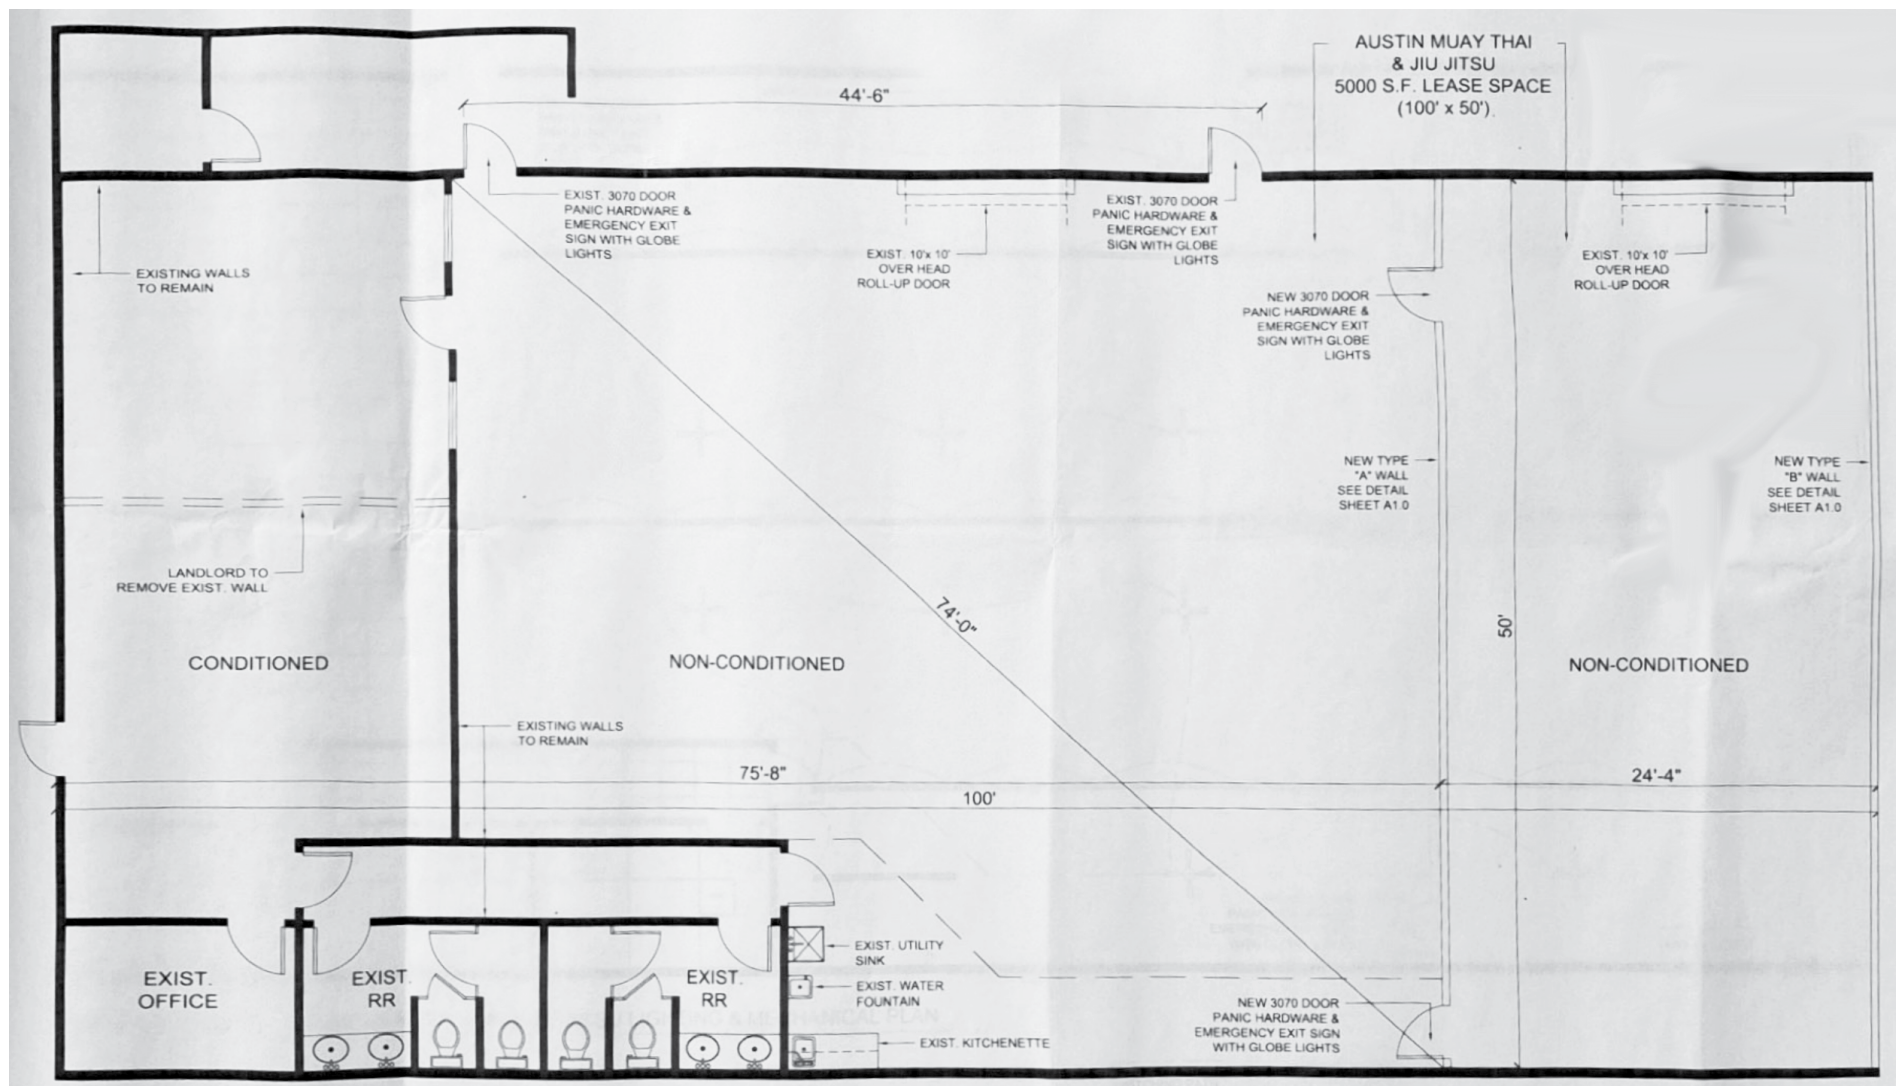 AUSTIN MUAY THAI
& JIU JITSU
5000 S.F. LEASE SPACE
(100' x 50').
44'-6"
EXIST. 3070 DOOR
PANIC HARDWARE &
EMERGENCY EXIT
SIGN WITH GLOBE
LIGHTS
EXIST. 3070 DOOR
PANIC HARDWARE &
EMERGENCY EXIT
SIGN WITH GLOBE
LIGHTS
EXISTING WALLS
TO REMAIN
EXIST. 10'x 10'
OVER HEAD
ROLL-UP DOOR
EXIST. 10'x 10'
OVER HEAD
ROLL-UP DOOR
NEW 3070 DOOR
PANIC HARDWARE &
EMERGENCY EXIT
SIGN WITH GLOBE
LIGHTS
NEW TYPE
"A" WALL
SEE DETAIL
SHEET A1.0
NEW TYPE
"B" WALL
SEE DETAIL
SHEET A1.0
LANDLORD TO
REMOVE EXIST. WALL
74'-0"
50'
CONDITIONED
NON-CONDITIONED
NON-CONDITIONED
EXISTING WALLS
TO REMAIN
75'-8"
24'-4"
100'
EXIST. UTILITY
SINK
EXIST.
OFFICE
EXIST.
RR
EXIST.
RR
EXIST. WATER
FOUNTAIN
NEW 3070 DOOR
PANIC HARDWARE &
EMERGENCY EXIT SIGN
WITH GLOBE LIGHTS
EXIST. KITCHENETTE